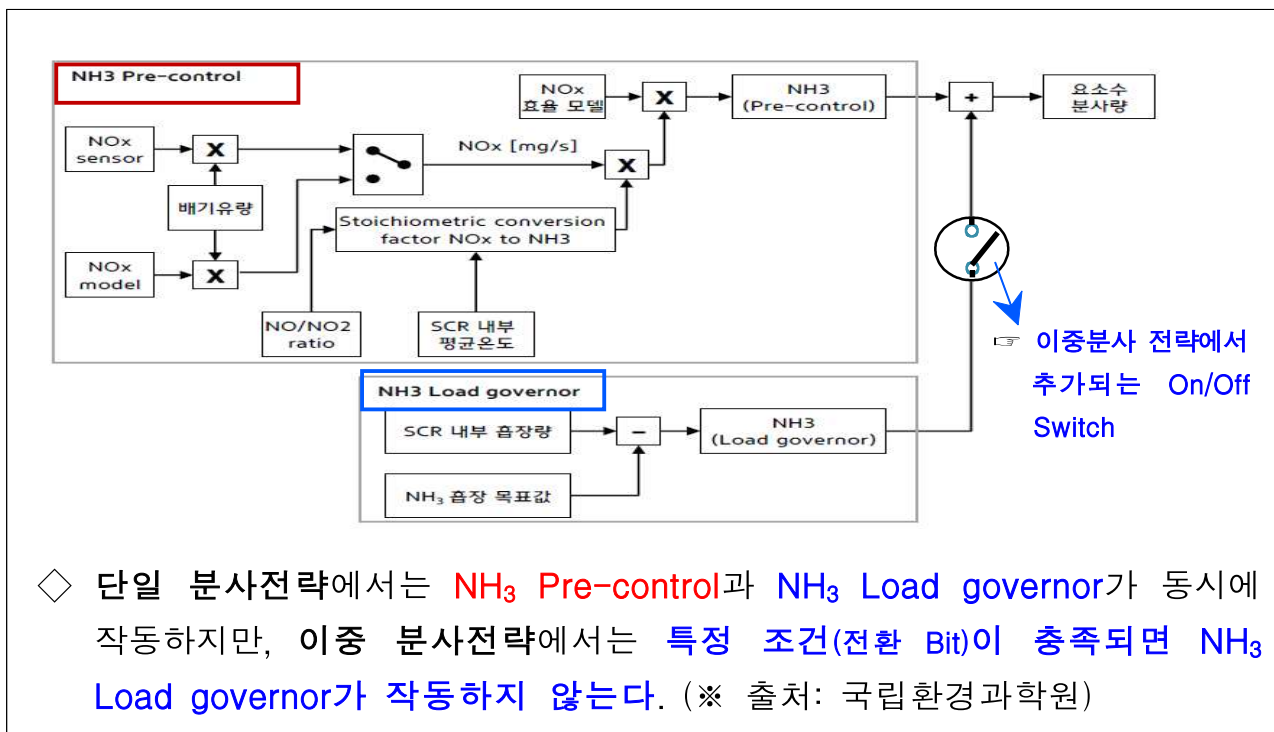 NH3 Pre-control
NOx
효율 모델
X
NH3
(Pre-control)
+
요소수
분사량
NOx
sensor
X
NOx [mg/s]
X
배기유량
Stoichiometric conversion
factor NOx to NH3
NOx
model
X
NO/NO2
ratio
SCR 내부
평균온도
☞ 이중분사 전략에서
추가되는 On/Off
Switch
NH3 Load governor
SCR 내부 흡장량
−
NH3
(Load governor)
NH₃ 흡장 목표값
◇ 단일 분사전략에서는 NH₃ Pre-control과 NH₃ Load governor가 동시에
작동하지만, 이중 분사전략에서는 특정 조건(전환 Bit)이 충족되면 NH₃
Load governor가 작동하지 않는다. (※ 출처: 국립환경과학원)